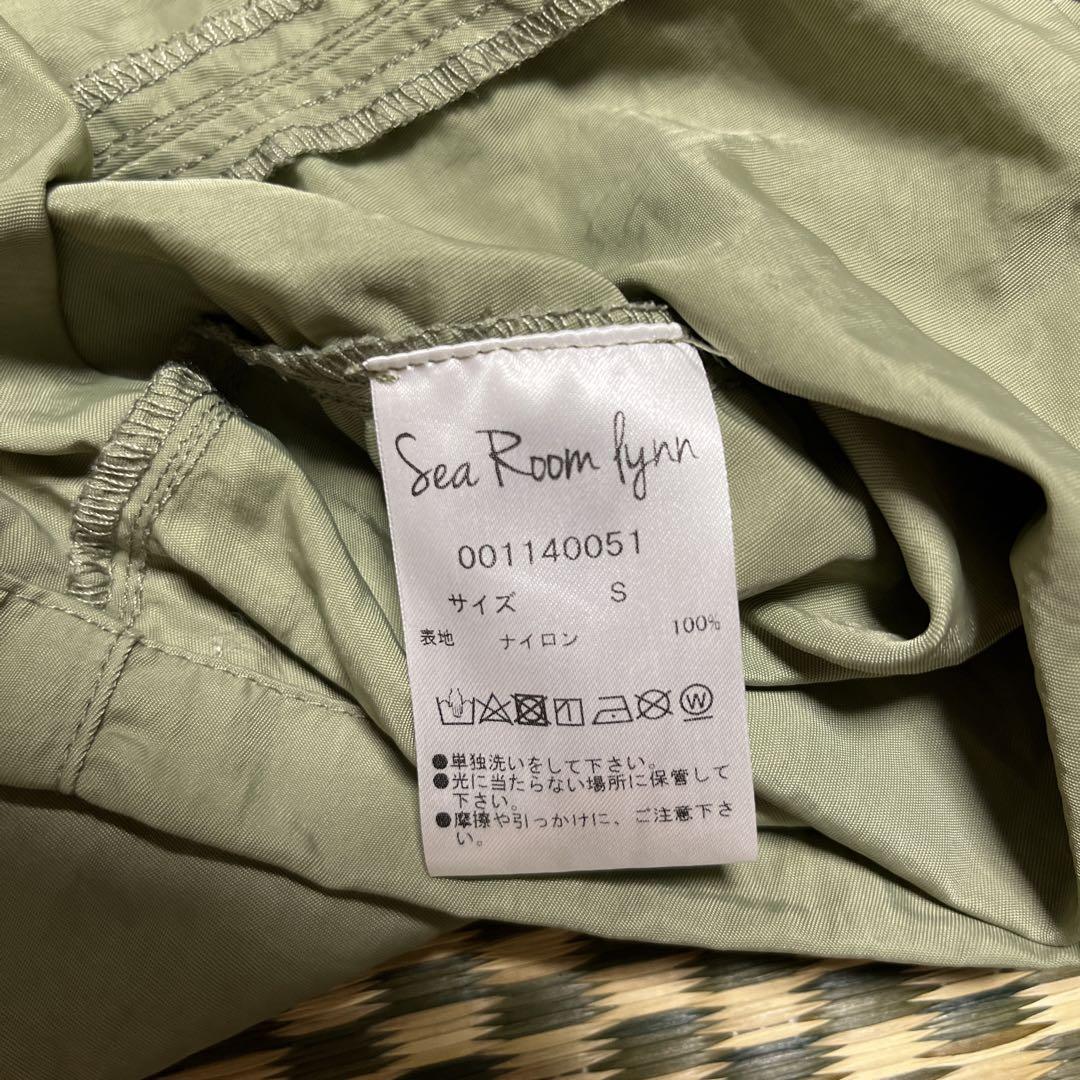 Sea Room lynn
001140051
サイズ S
表地 ナイロン 100%
W
●単独洗いをして下さい。
●光に当たらない場所に保管して
下さい。
●摩擦や引っかけに、ご注意下さ
い。